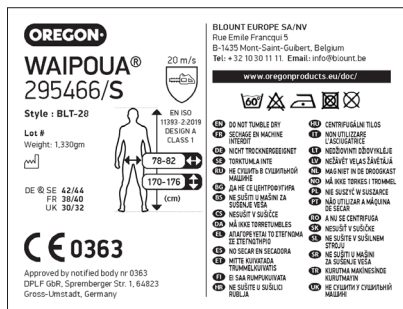 OREGON
WAIPOUA®
295466/S
20 m/s
Style : BLT-28
EN ISO
11393-2:2019
DESIGN A
CLASS 1
Lot #
Weight: 1,330gm
78-82
170-176
(cm)
DE & SE 42/44
FR 38/40
UK 30/32
CE 0363
Approved by notified body nr 0363
DPLF GbR, Spremberger Str. 1, 64823
Gross-Umstadt, Germany
BLOUNT EUROPE SA/NV
Rue Emile Francqui 5
B-1435 Mont-Saint-Guibert, Belgium
Tel: +32 10 30 11 11. Email: info@blount.be
www.oregonproducts.eu/doc/
60°
EN DO NOT TUMBLE DRY
FR SECHAGE EN MACHINE
INTERDIT
DE NICHT TROCKNERGEEIGNET
SE TORKTUMLA INTE
RU НЕ СУШИТЬ В СУШИЛЬНОЙ
МАШИНЕ
BG ДА НЕ СЕ ЦЕНТРОФУГИРА
BS NE SUŠITI U MAŠINI ZA
SUŠENJE VEŠA
CS NESUŠIT V SUŠIČCE
DA MÅ IKKE TØRRETUMBLES
EL ΑΠΑΓΟΡΕΥΕΤΑΙ ΤΟ ΣΤΕΓΝΩΜΑ
ΣΕ ΣΤΕΓΝΩΤΗΡΙΟ
ES NO SECAR EN SECADORA
ET MITTE KUIVATADA
TRUMMELKUIVATIS
FI EI SAA RUMPUKUIVATA
HR NE SUŠITE U SUŠILICI
RUBLJA
HU CENTRIFUGÁLNI TILOS
IT NON UTILIZZARE
L'ASCIUGATRICE
LT NEDŽIOVINTI DŽIOVYKLĖJE
LV NEŽĀVĒT VEĻAS ŽĀVĒTĀJĀ
NL MAG NIET IN DE DROOGKAST
NO MÅ IKKE TØRKES I TROMMEL
PL NIE SUSZYĆ W SUSZARCE
PT NÃO UTILIZAR A MÁQUINA
DE SECAR
RO A NU SE CENTRIFUGA
SK NESUŠIŤ V SUŠIČKE
SL NE SUŠITE V SUŠILNEM
STROJU
SR NE SUŠITI U MAŠINI
ZA SUŠENJE VEŠA
TR KURUTMA MAKİNESİNDE
KURUTMAYIN
UK НЕ СУШИТИ У СУШИЛЬНІЙ
МАШИНІ